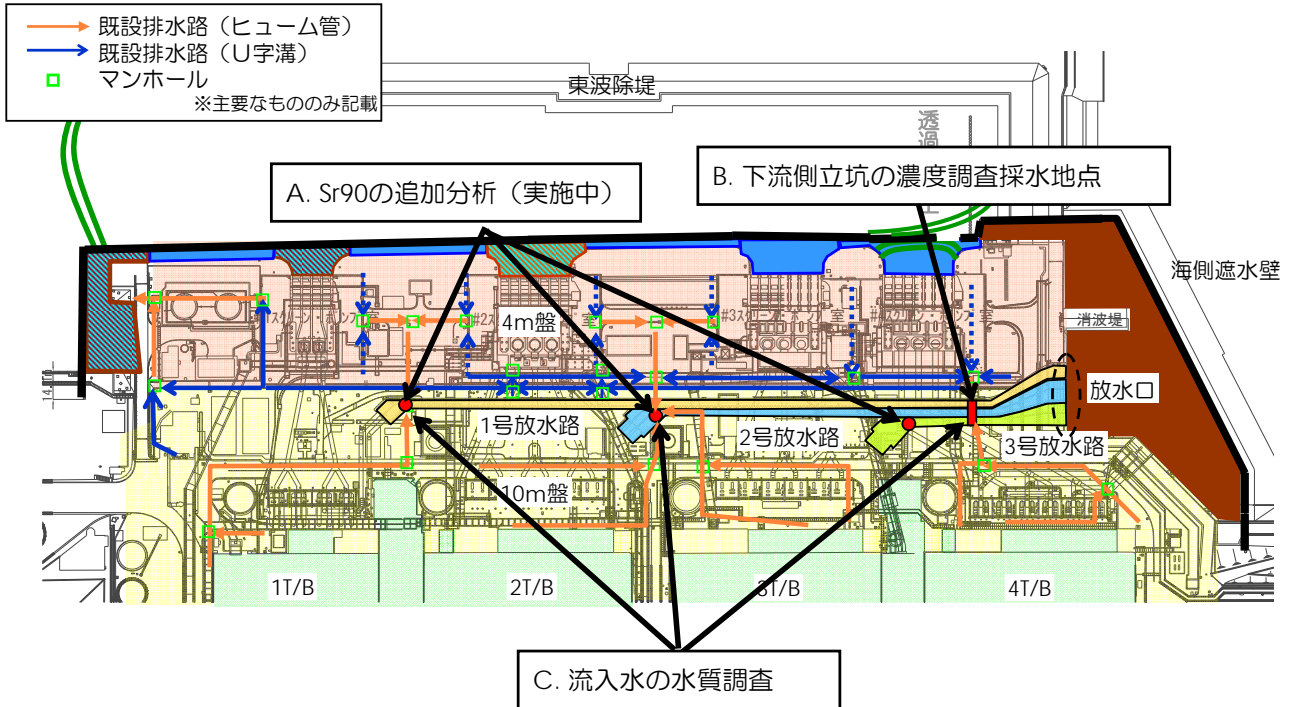 既設排水路（ヒューム管）
既設排水路（U字溝）
マンホール
※主要なもののみ記載
東波除堤
A. Sr90の追加分析（実施中）
B. 下流側立坑の濃度調査採水地点
海側遮水壁
4m盤
消波堤
放水口
1号放水路
2号放水路
3号放水路
10m盤
1T/B
2T/B
3T/B
4T/B
C. 流入水の水質調査